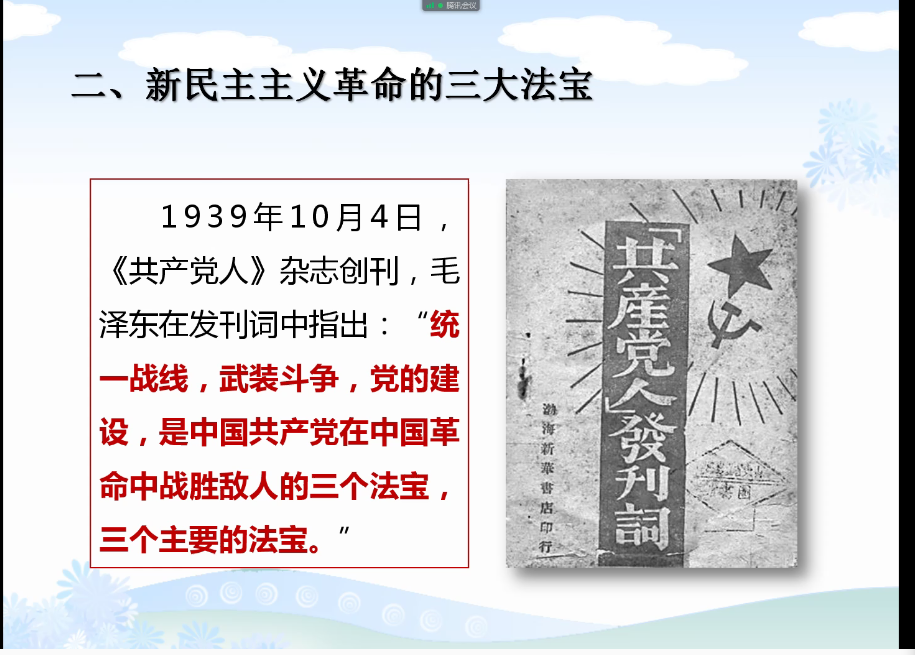 腾讯会议
二、新民主主义革命的三大法宝
1939年10月4日，
《共产党人》杂志创刊，毛
泽东在发刊词中指出：“统
一战线，武装斗争，党的建
设，是中国共产党在中国革
命中战胜敌人的三个法宝，
三个主要的法宝。”
「共產党人」發刊詞
渤海新華書店印行